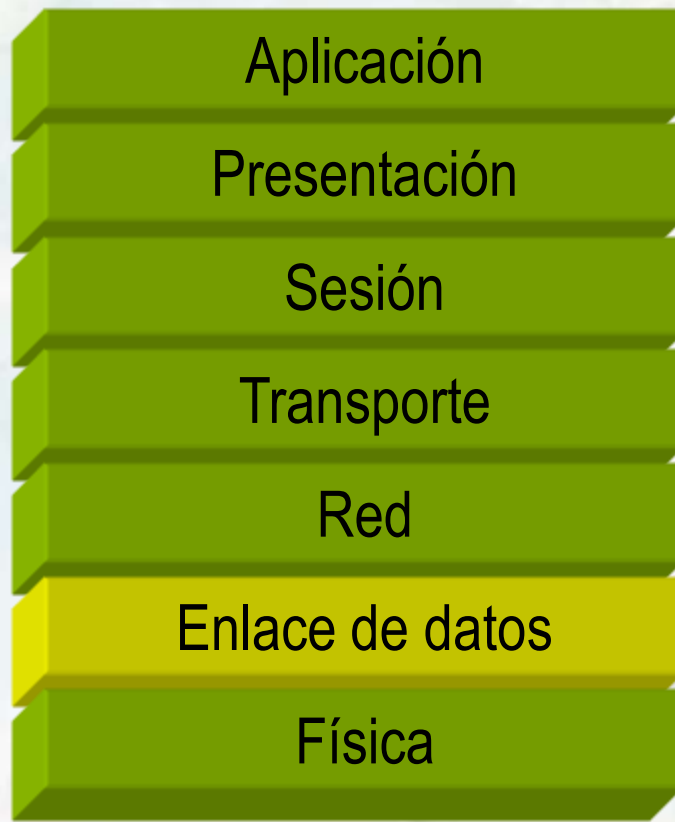 Aplicación
Presentación
Sesión
Transporte
Red
Enlace de datos
Física